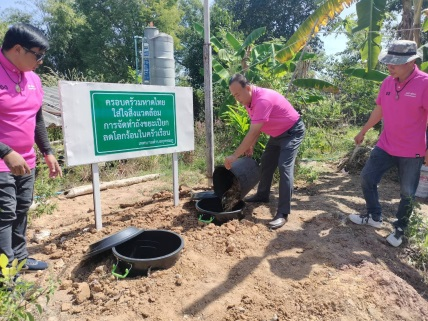 ครอบครัวมหาดไทย
ใส่ใจสิ่งแวดล้อม
การจัดทำถังขยะเปียก
ลดโลกร้อนในครัวเรือน